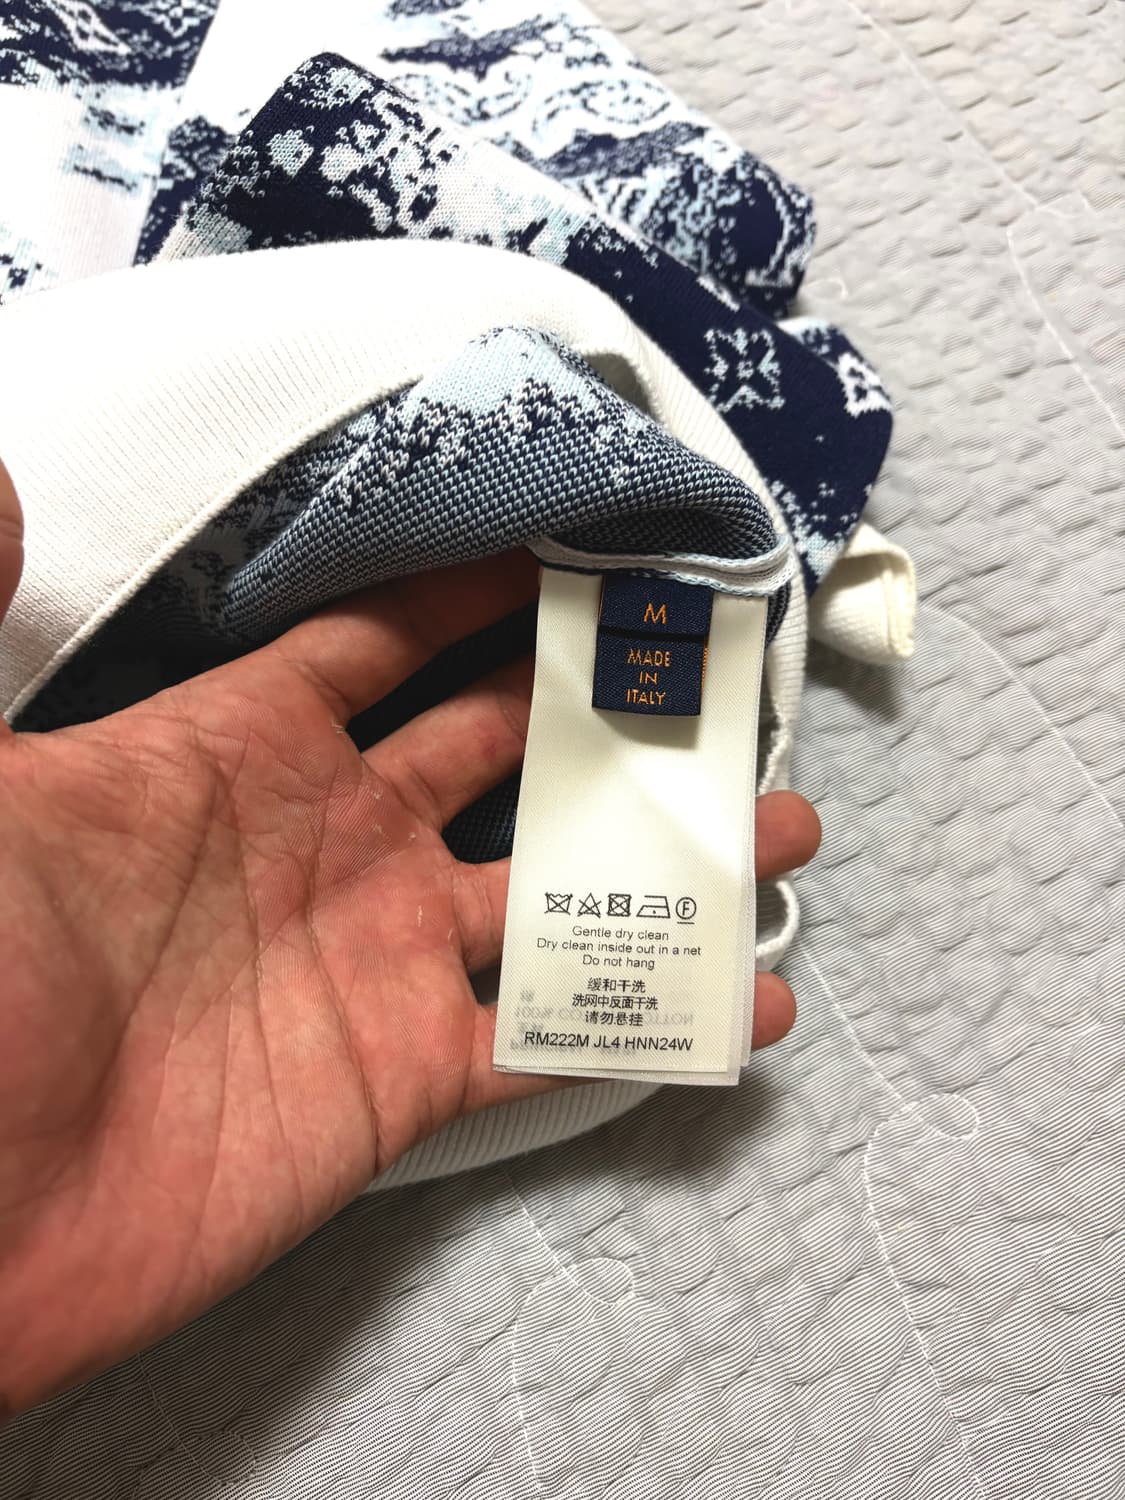 M
MADE
IN
ITALY
F
Gentle dry clean
Dry clean inside out in a net
Do not hang
缓和干洗
洗网中反面干洗
请勿悬挂
RM222M JL4 HNN24W